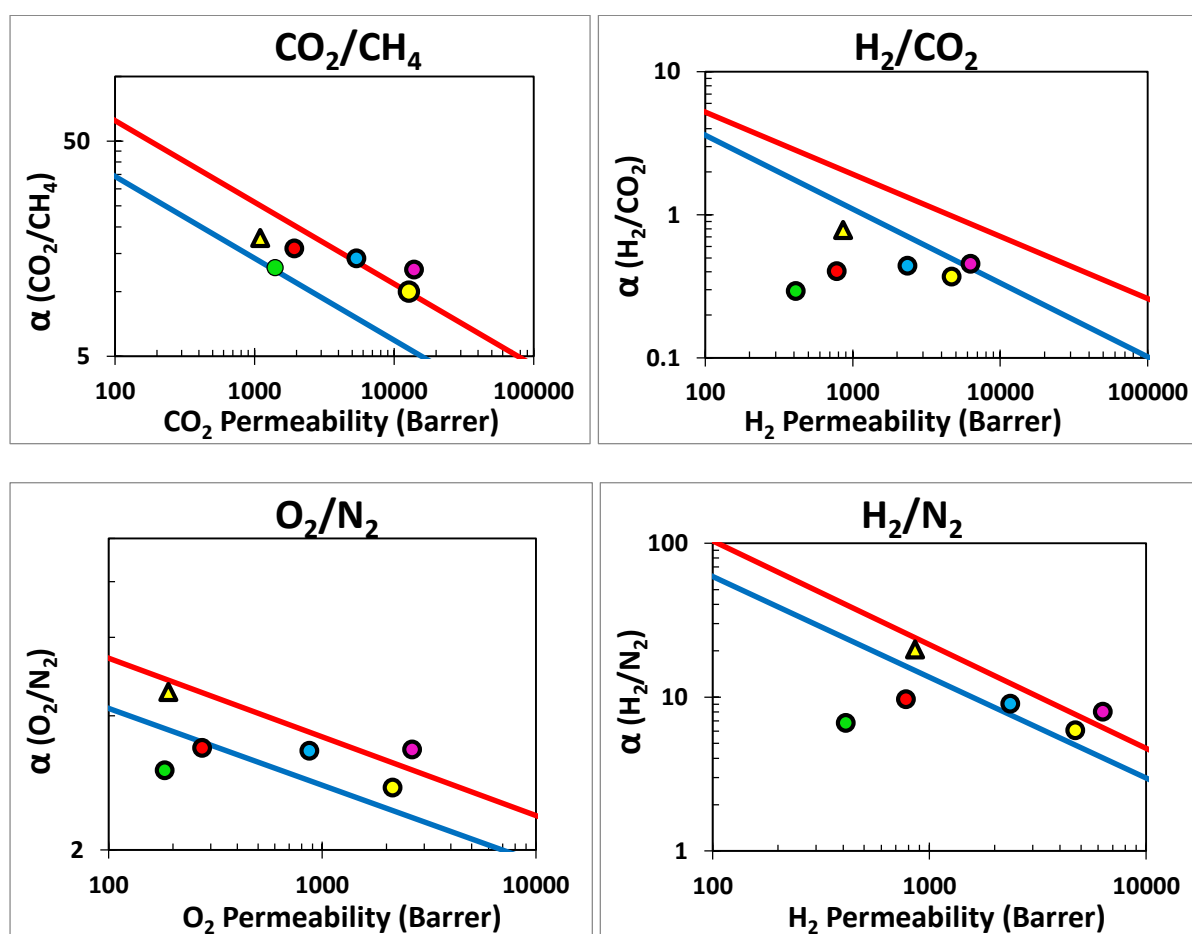 CO₂/CH₄
50
5
α (CO₂/CH₄)
100 1000 10000 100000
CO₂ Permeability (Barrer)
H₂/CO₂
10
1
0.1
α (H₂/CO₂)
100 1000 10000 100000
H₂ Permeability (Barrer)
O₂/N₂
2
α (O₂/N₂)
100 1000 10000
O₂ Permeability (Barrer)
H₂/N₂
100
10
1
α (H₂/N₂)
100 1000 10000
H₂ Permeability (Barrer)